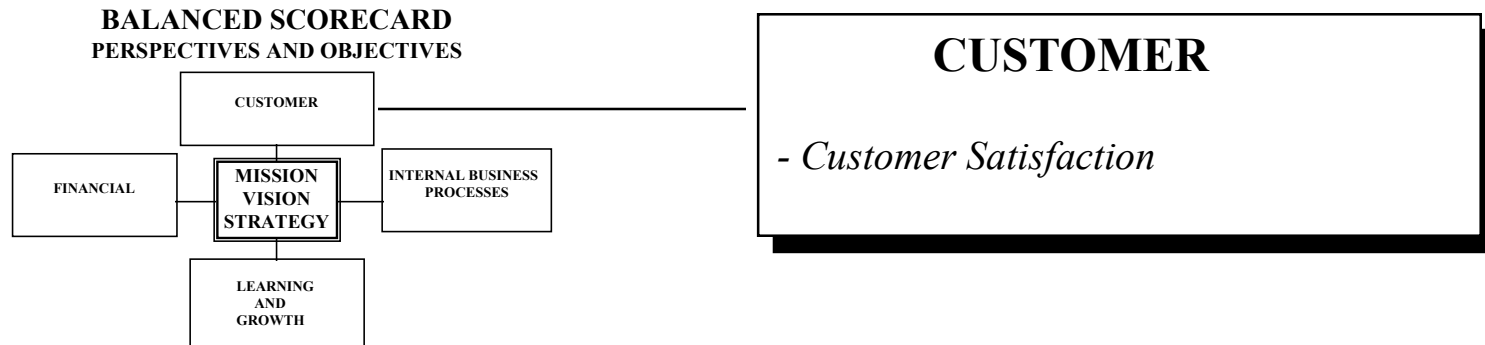 BALANCED SCORECARD
PERSPECTIVES AND OBJECTIVES
CUSTOMER
FINANCIAL
MISSION
VISION
STRATEGY
INTERNAL BUSINESS
PROCESSES
LEARNING
AND
GROWTH
CUSTOMER
- Customer Satisfaction